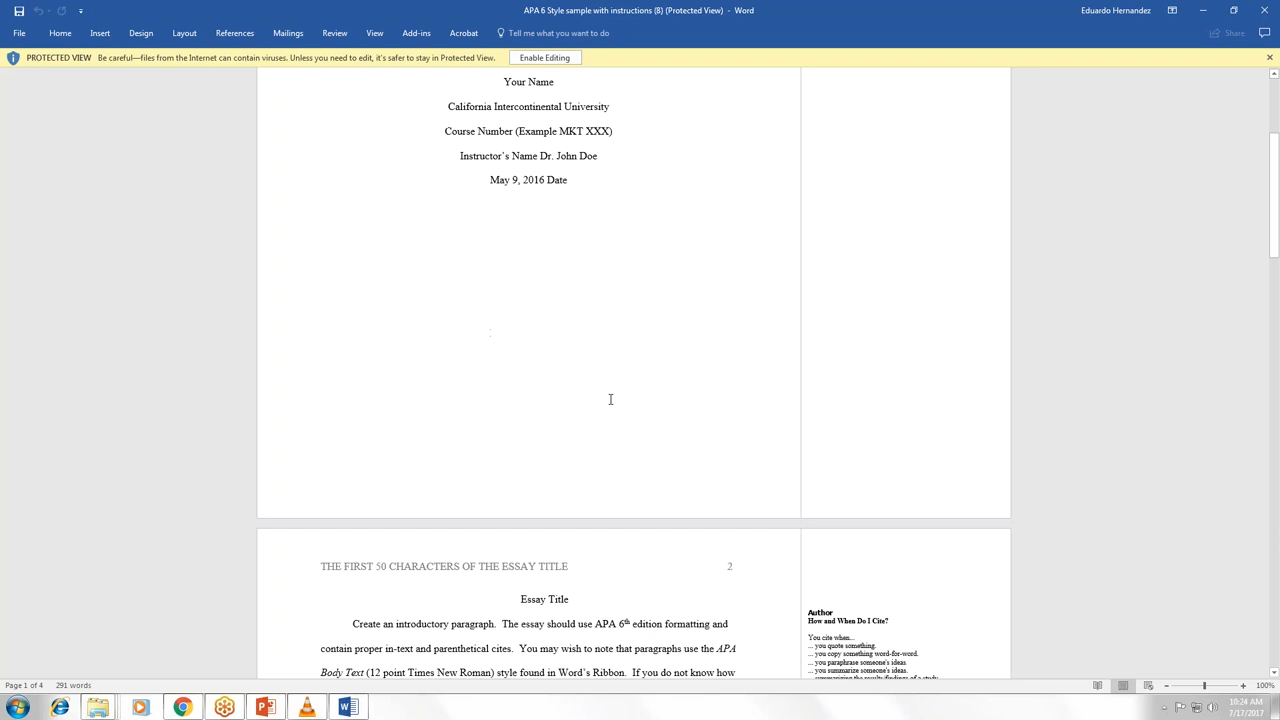 APA 6 Style sample with instructions (8) (Protected View) - Word
Eduardo Hernandez
File Home Insert Design Layout References Mailings Review View Add-ins Acrobat Tell me what you want to do Share
PROTECTED VIEW Be careful—files from the Internet can contain viruses. Unless you need to edit, it's safer to stay in Protected View. Enable Editing
Your Name
California Intercontinental University
Course Number (Example MKT XXX)
Instructor's Name Dr. John Doe
May 9, 2016 Date
THE FIRST 50 CHARACTERS OF THE ESSAY TITLE 2
Essay Title
Create an introductory paragraph. The essay should use APA 6th edition formatting and
contain proper in-text and parenthetical cites. You may wish to note that paragraphs use the APA
Body Text (12 point Times New Roman) style found in Word's Ribbon. If you do not know how
Author
How and When Do I Cite?
You cite when...
... you quote something.
... you copy something word-for-word.
... you paraphrase someone's ideas.
... you summarize someone's ideas.
... summarizing the results/findings of a study
Page 1 of 4 291 words
100%
10:24 AM
7/17/2017